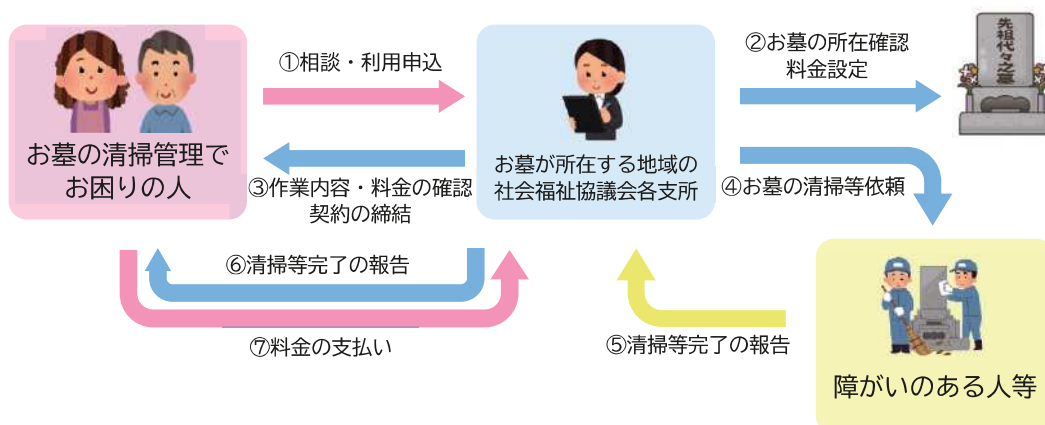 ①相談・利用申込
②お墓の所在確認
料金設定
先祖代々之墓
お墓の清掃管理で
お困りの人
お墓が所在する地域の
社会福祉協議会各支所
③作業内容・料金の確認
契約の締結
④お墓の清掃等依頼
⑥清掃等完了の報告
⑦料金の支払い
⑤清掃等完了の報告
障がいのある人等